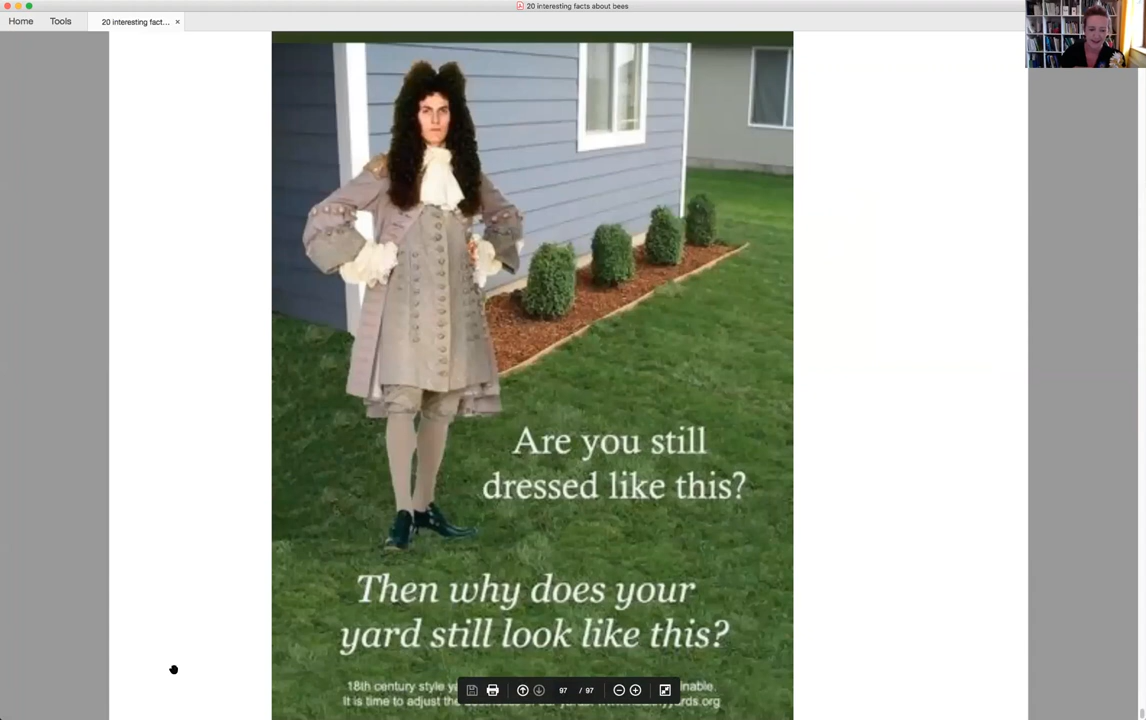 20 interesting facts about bees
Home Tools 20 interesting fact... ×
Are you still
dressed like this?
Then why does your
yard still look like this?
97 / 97
18th century style
It is time to adjust the